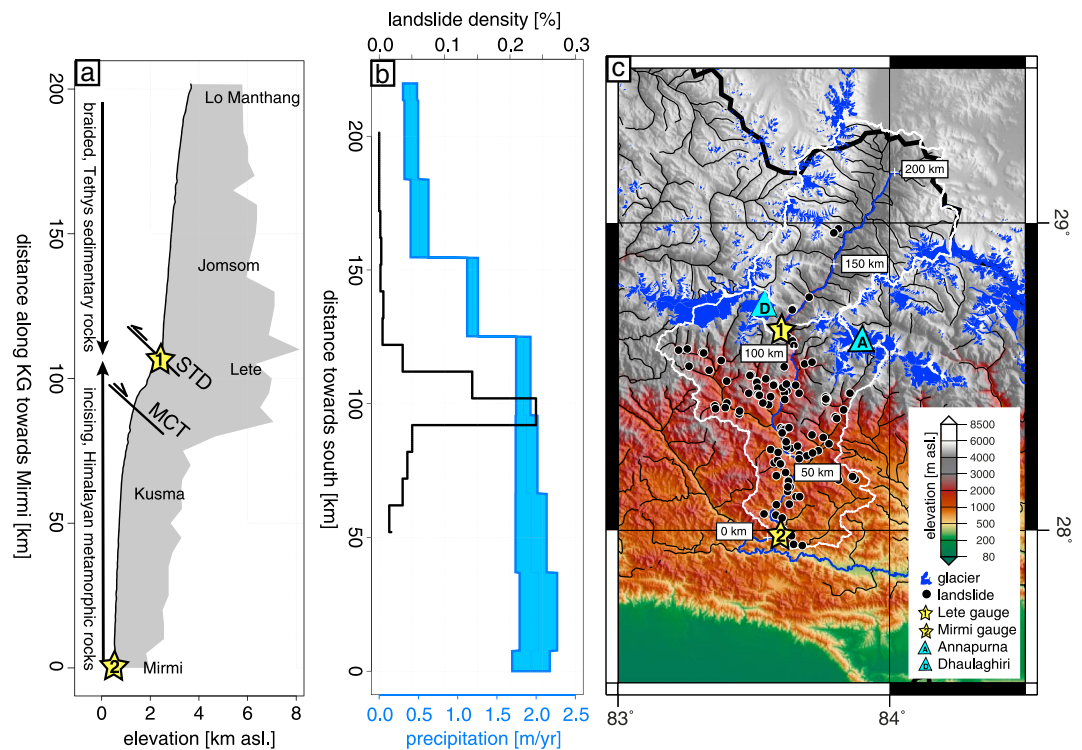 a
200
150
100
50
0
distance along KG towards Mirmi [km]
braided, Tethys sedimentary rocks
incising, Himalayan metamorphic rocks
Lo Manthang
Jomsom
Lete
STD
MCT
Kusma
Mirmi
1
2
0 2 4 6 8
elevation [km asl.]
landslide density [%]
0.0 0.1 0.2 0.3
b
200
150
100
50
0
distance towards south [km]
0.0 0.5 1.0 1.5 2.0 2.5
precipitation [m/yr]
c
200 km
150 km
100 km
50 km
0 km
D
A
1
2
29°
28°
83° 84°
elevation [m asl.]
8500
6000
4000
3000
2000
1000
500
200
80
glacier
landslide
1 Lete gauge
2 Mirmi gauge
A Annapurna
D Dhaulaghiri